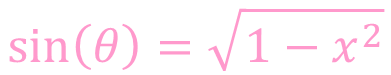 sin(θ) = √(1 − x²)